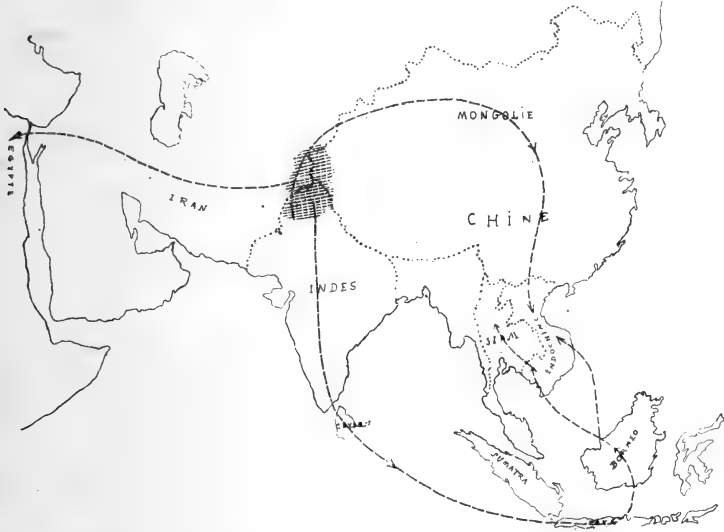 MONGOLIE
EGYPTE
IRAN
CHINE
INDES
SIAM
INDOCHINE
SUMATRA
BORNEO